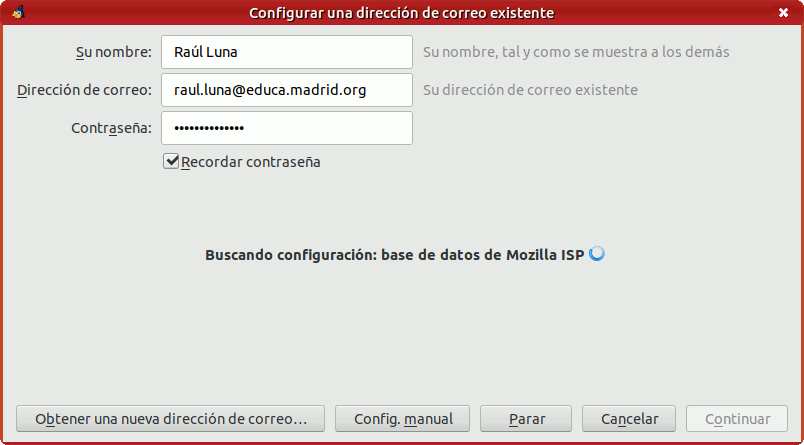 Configurar una dirección de correo existente
Su nombre: Raúl Luna Su nombre, tal y como se muestra a los demás
Dirección de correo: raul.luna@educa.madrid.org Su dirección de correo existente
Contraseña: ••••••••••••••
Recordar contraseña
Buscando configuración: base de datos de Mozilla ISP
Obtener una nueva dirección de correo... Config. manual Parar Cancelar Continuar